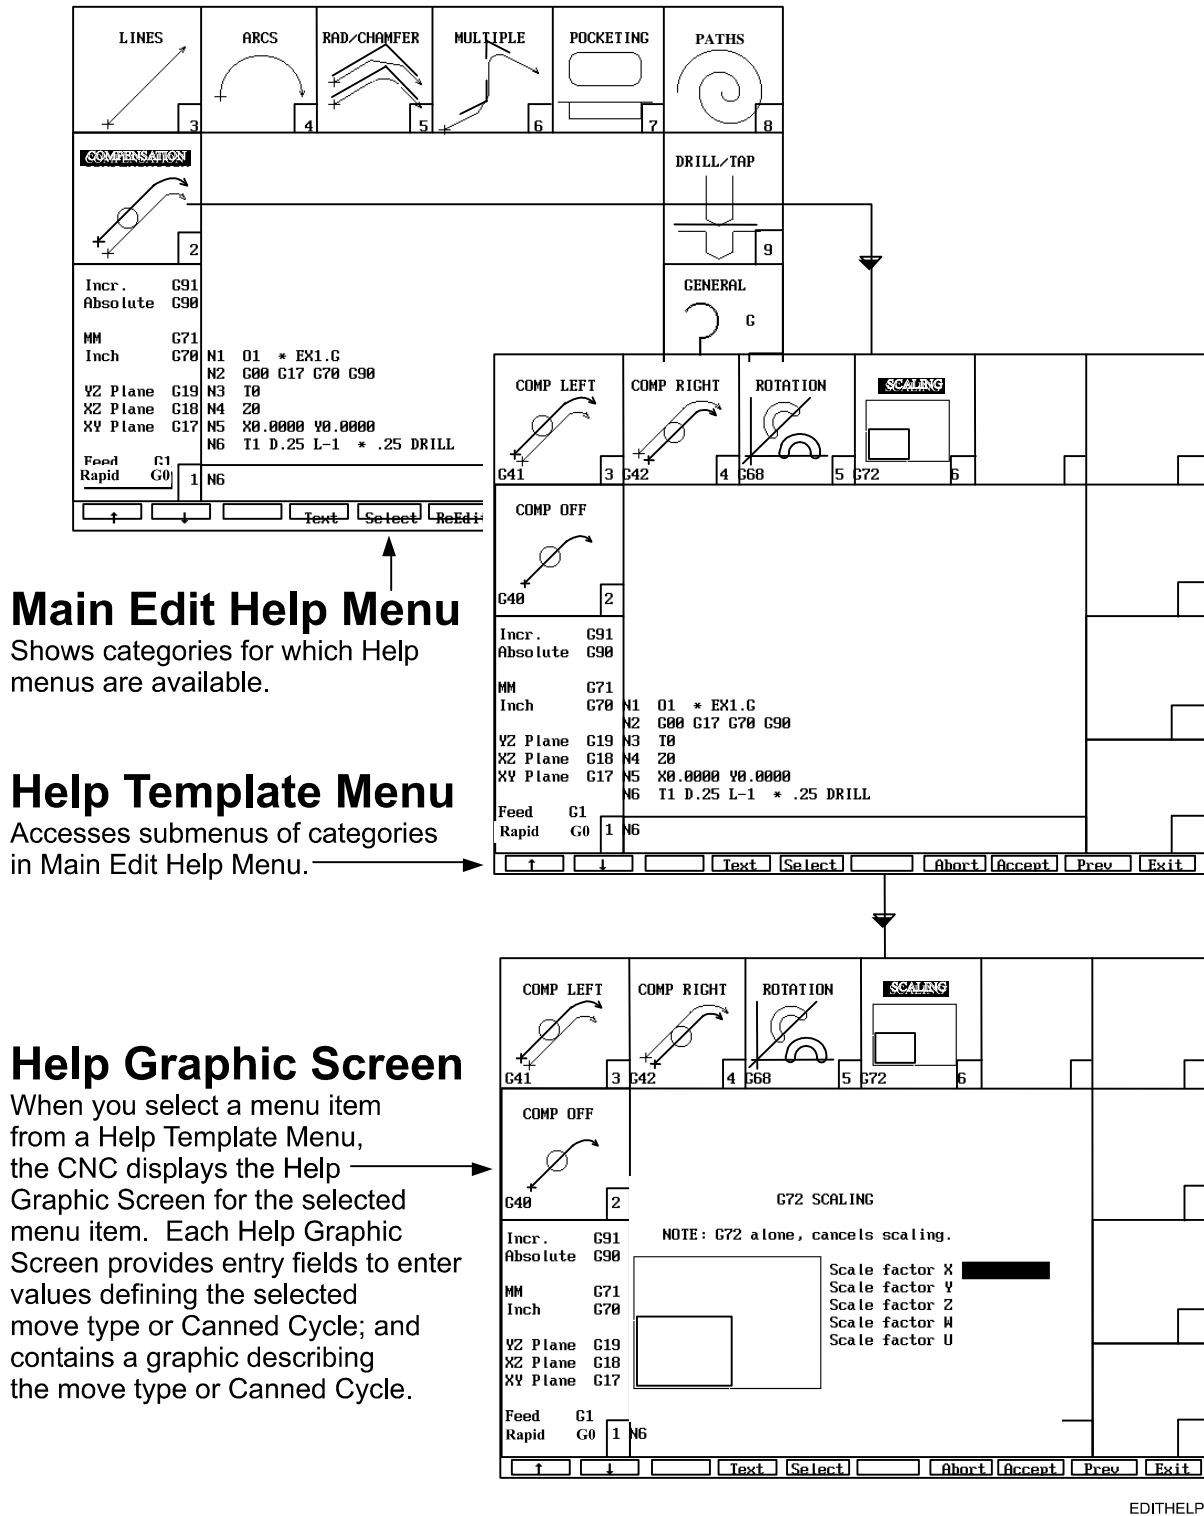 LINES ARCS RAD/CHAMFER MULTIPLE POCKETING PATHS
3 4 5 6 7 8
COMPENSATION
DRILL/TAP
2
9
Incr. G91
Absolute G90
GENERAL
G
MM G71
Inch G70
YZ Plane G19
XZ Plane G18
XY Plane G17
Feed G1
Rapid G0
1
N1 O1 * EX1.G
N2 G00 G17 G70 G90
N3 T0
N4 Z0
N5 X0.0000 Y0.0000
N6 T1 D.25 L-1 * .25 DRILL
N6
↑ ↓ Text Select ReEdi
Main Edit Help Menu
Shows categories for which Help
menus are available.
COMP LEFT COMP RIGHT ROTATION SCALING
G41 3 G42 4 G68 5 G72 6
COMP OFF
G40 2
Incr. G91
Absolute G90
MM G71
Inch G70
YZ Plane G19
XZ Plane G18
XY Plane G17
Feed G1
Rapid G0
1
N1 O1 * EX1.G
N2 G00 G17 G70 G90
N3 T0
N4 Z0
N5 X0.0000 Y0.0000
N6 T1 D.25 L-1 * .25 DRILL
N6
↑ ↓ Text Select Abort Accept Prev Exit
Help Template Menu
Accesses submenus of categories
in Main Edit Help Menu.
COMP LEFT COMP RIGHT ROTATION SCALING
G41 3 G42 4 G68 5 G72 6
COMP OFF
G40 2
G72 SCALING
NOTE: G72 alone, cancels scaling.
Scale factor X
Scale factor Y
Scale factor Z
Scale factor W
Scale factor U
Incr. G91
Absolute G90
MM G71
Inch G70
YZ Plane G19
XZ Plane G18
XY Plane G17
Feed G1
Rapid G0
1
N6
↑ ↓ Text Select Abort Accept Prev Exit
Help Graphic Screen
When you select a menu item
from a Help Template Menu,
the CNC displays the Help
Graphic Screen for the selected
menu item. Each Help Graphic
Screen provides entry fields to enter
values defining the selected
move type or Canned Cycle; and
contains a graphic describing
the move type or Canned Cycle.
EDITHELP